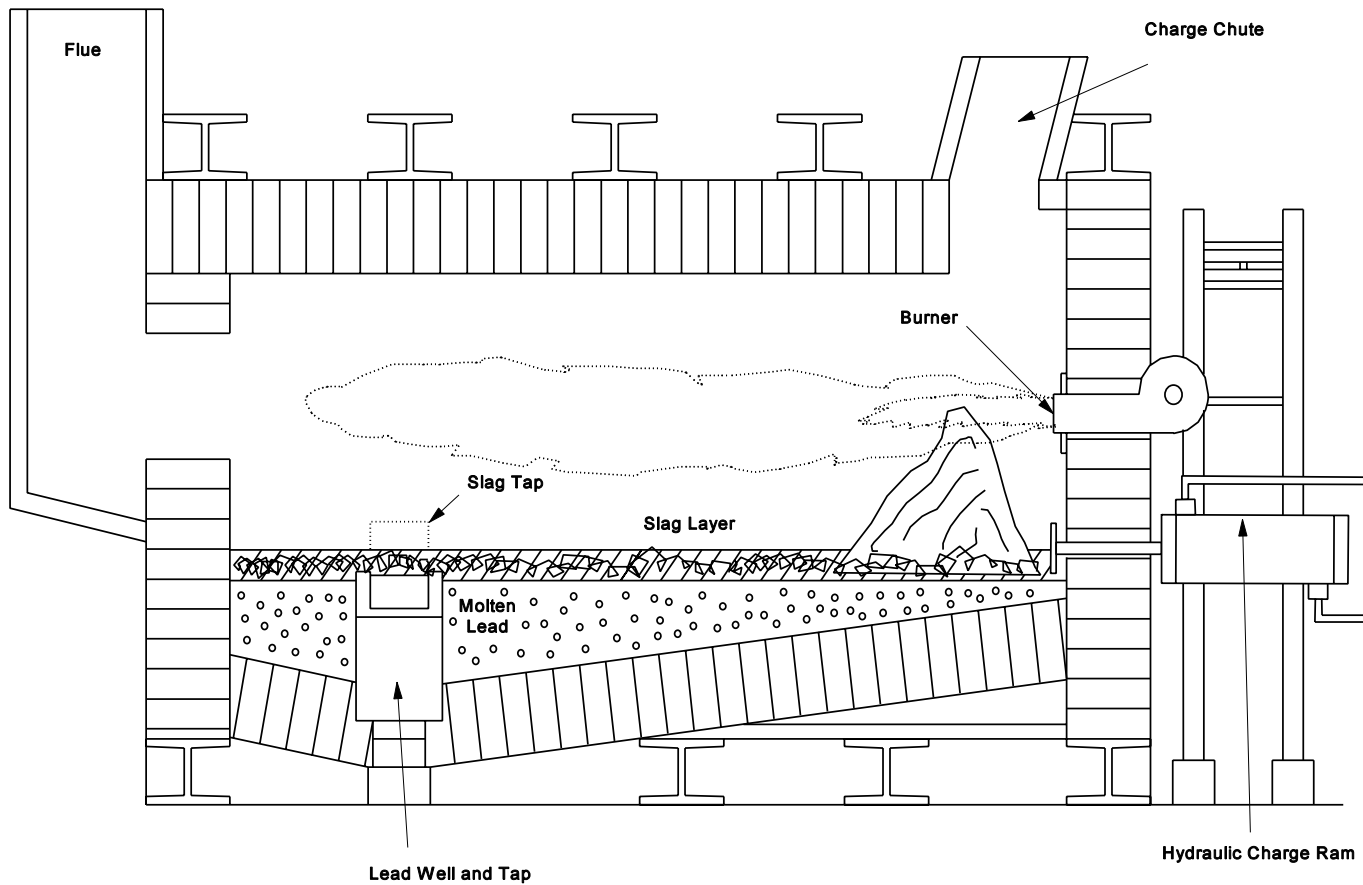 Flue
Charge Chute
Burner
Slag Tap
Slag Layer
Molten
Lead
Hydraulic Charge Ram
Lead Well and Tap